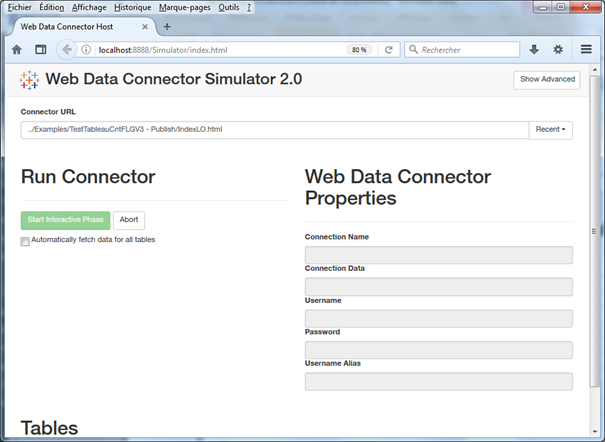 Fichier Édition Affichage Historique Marque-pages Outils ?
Web Data Connector Host
localhost:8888/Simulator/index.html 80 % Rechercher
Web Data Connector Simulator 2.0 Show Advanced
Connector URL
../Examples/TestTableauCntFLGV3 - Publish/IndexLO.html Recent
Run Connector
Start Interactive Phase Abort
Automatically fetch data for all tables
Web Data Connector
Properties
Connection Name
Connection Data
Username
Password
Username Alias
Tables